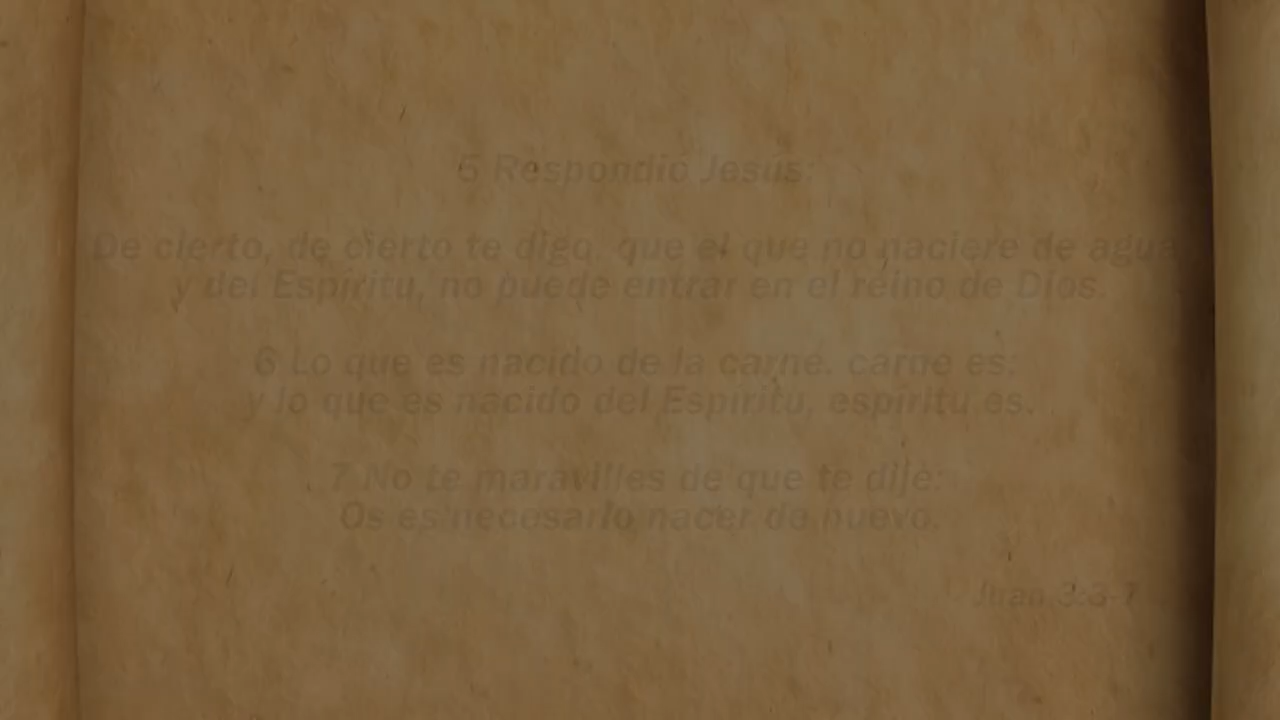 5 Respondió Jesús:
De cierto, de cierto te digo, que el que no naciere de agua
y del Espíritu, no puede entrar en el reino de Dios.
6 Lo que es nacido de la carne, carne es;
y lo que es nacido del Espíritu, espíritu es.
7 No te maravilles de que te dije:
Os es necesario nacer de nuevo.
Juan 3:3-7